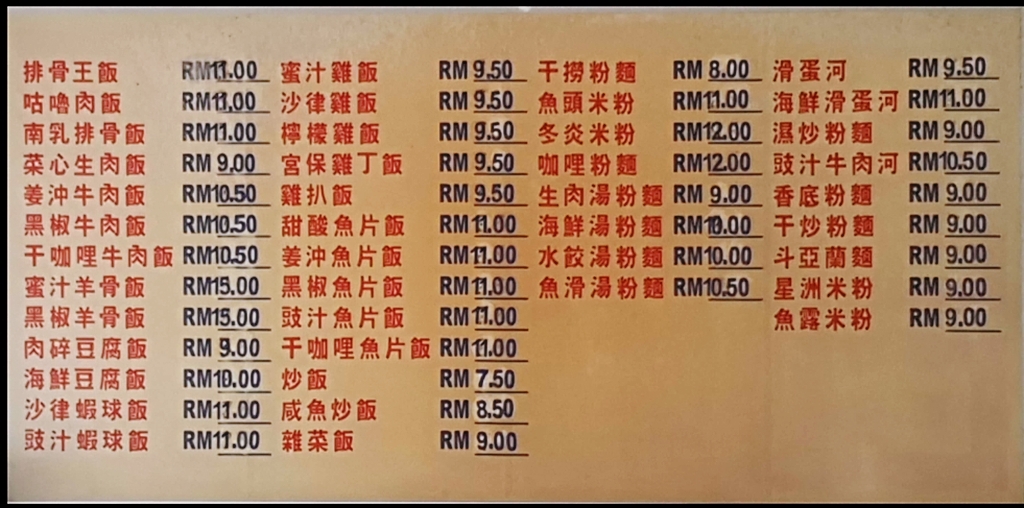 排骨王飯 RM11.00
咕嚕肉飯 RM11.00
南乳排骨飯 RM11.00
菜心生肉飯 RM 9.00
姜沖牛肉飯 RM10.50
黑椒牛肉飯 RM10.50
干咖哩牛肉飯 RM10.50
蜜汁羊骨飯 RM15.00
黑椒羊骨飯 RM15.00
肉碎豆腐飯 RM 9.00
海鮮豆腐飯 RM10.00
沙律蝦球飯 RM11.00
豉汁蝦球飯 RM11.00
蜜汁雞飯 RM 9.50
沙律雞飯 RM 9.50
檸檬雞飯 RM 9.50
宮保雞丁飯 RM 9.50
雞扒飯 RM 9.50
甜酸魚片飯 RM11.00
姜沖魚片飯 RM11.00
黑椒魚片飯 RM11.00
豉汁魚片飯 RM11.00
干咖哩魚片飯 RM11.00
炒飯 RM 7.50
咸魚炒飯 RM 8.50
雜菜飯 RM 9.00
干撈粉麵 RM 8.00
魚頭米粉 RM11.00
冬炎米粉 RM12.00
咖哩粉麵 RM12.00
生肉湯粉麵 RM 9.00
海鮮湯粉麵 RM10.00
水餃湯粉麵 RM10.00
魚滑湯粉麵 RM10.50
滑蛋河 RM 9.50
海鮮滑蛋河 RM11.00
濕炒粉麵 RM 9.00
豉汁牛肉河 RM10.50
香底粉麵 RM 9.00
干炒粉麵 RM 9.00
斗亞蘭麵 RM 9.00
星洲米粉 RM 9.00
魚露米粉 RM 9.00